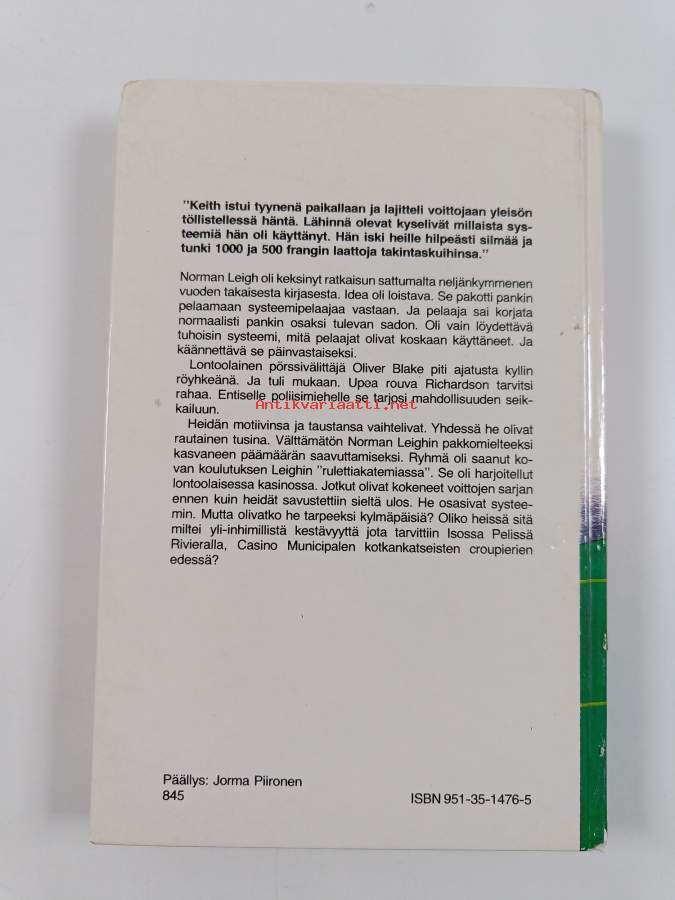 "Keith istui tyynenä paikallaan ja lajitteli voittojaan yleisön
töllistellessä häntä. Lähinnä olevat kyselivät millaista sys-
teemiä hän oli käyttänyt. Hän iski heille hilpeästi silmää ja
tunki 1000 ja 500 frangin laattoja takintaskuihinsa."
Norman Leigh oli keksinyt ratkaisun sattumalta neljänkymmenen
vuoden takaisesta kirjasesta. Idea oli loistava. Se pakotti pankin
pelaamaan systeemipelaajaa vastaan. Ja pelaaja sai korjata
normaalisti pankin osaksi tulevan sadon. Oli vain löydettävä
tuhoisin systeemi, mitä pelaajat olivat koskaan käyttäneet. Ja
käännettävä se päinvastaiseksi.
Lontoolainen pörssivälittäjä Oliver Blake piti ajatusta kyllin
röyhkeänä. Ja tuli mukaan. Upea rouva Richardson tarvitsi
rahaa. Entiselle poliisimiehelle se tarjosi mahdollisuuden seik-
kailuun.
Antikvariaatti.net
Heidän motiivinsa ja taustansa vaihtelivat. Yhdessä he olivat
rautainen tusina. Välttämätön Norman Leighin pakkomielteeksi
kasvaneen päämäärän saavuttamiseksi. Ryhmä oli saanut ko-
van koulutuksen Leighin "rulettiakatemiassa". Se oli harjoitellut
lontoolaisessa kasinossa. Jotkut olivat kokeneet voittojen sarjan
ennen kuin heidät savustettiin sieltä ulos. He osasivat systee-
min. Mutta olivatko he tarpeeksi kylmäpäisiä? Oliko heissä sitä
miltei yli-inhimillistä kestävyyttä jota tarvittiin Isossa Pelissä
Rivieralla, Casino Municipalen kotkankatseisten croupierien
edessä?
Päällys: Jorma Piironen
845
ISBN 951-35-1476-5